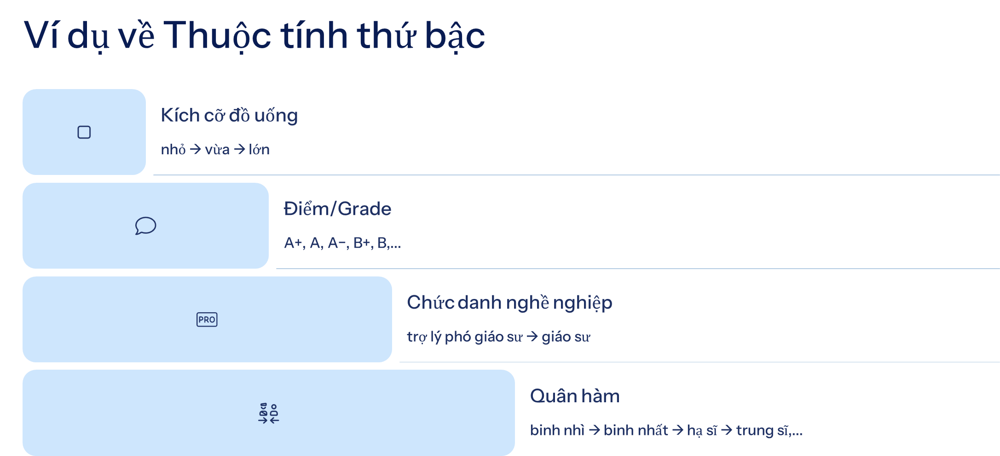 Ví dụ về Thuộc tính thứ bậc
Kích cỡ đồ uống
nhỏ → vừa → lớn
Điểm/Grade
A+, A, A−, B+, B,...
PRO
Chức danh nghề nghiệp
trợ lý phó giáo sư → giáo sư
Quân hàm
binh nhì → binh nhất → hạ sĩ → trung sĩ,...